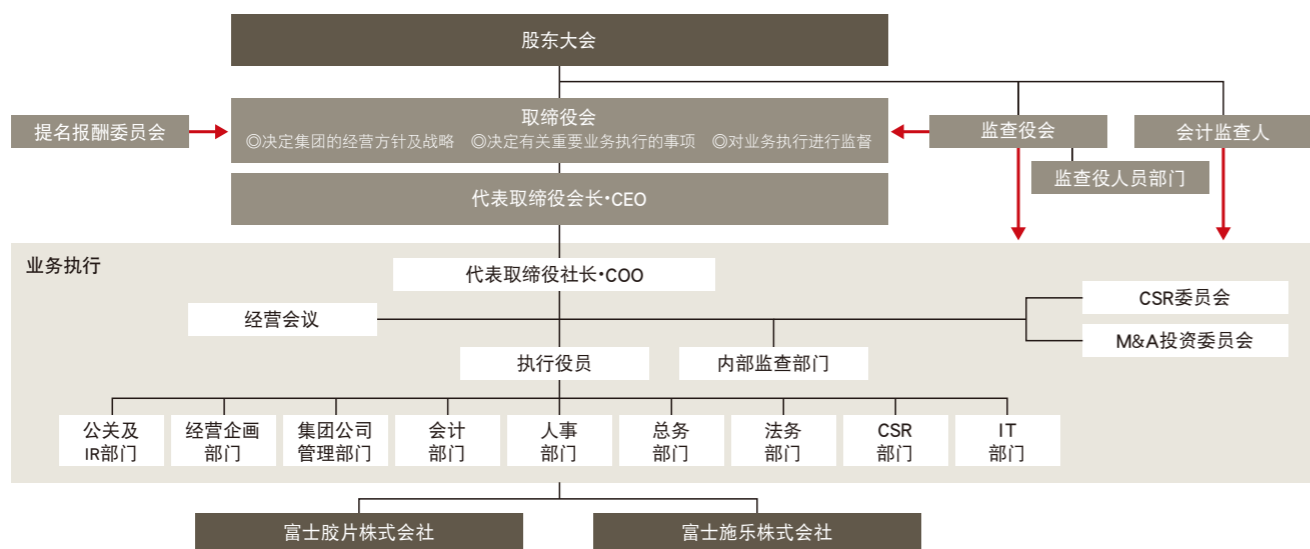 股东大会
取缔役会
◎决定集团的经营方针及战略 ◎决定有关重要业务执行的事项 ◎对业务执行进行监督
提名报酬委员会
监查役会
会计监查人
监查役人员部门
代表取缔役会长·CEO
业务执行
代表取缔役社长·COO
经营会议
CSR委员会
M&A投资委员会
执行役员
内部监查部门
公关及
IR部门
经营企画
部门
集团公司
管理部门
会计
部门
人事
部门
总务
部门
法务
部门
CSR
部门
IT
部门
富士胶片株式会社
富士施乐株式会社